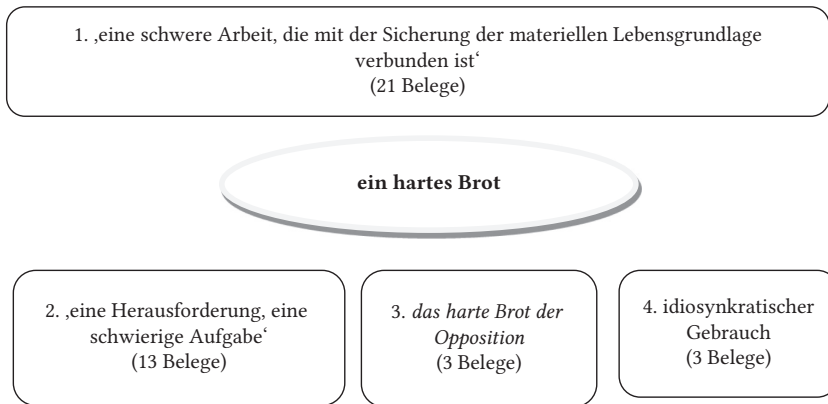 1. ‚eine schwere Arbeit, die mit der Sicherung der materiellen Lebensgrundlage
verbunden ist‘
(21 Belege)
ein hartes Brot
2. ‚eine Herausforderung, eine
schwierige Aufgabe‘
(13 Belege)
3. das harte Brot der
Opposition
(3 Belege)
4. idiosynkratischer
Gebrauch
(3 Belege)